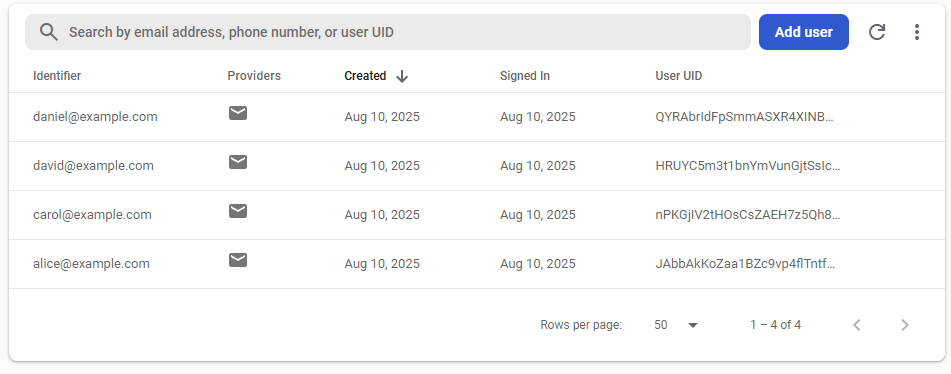 Search by email address, phone number, or user UID Add user
Identifier Providers Created Signed In User UID
daniel@example.com Aug 10, 2025 Aug 10, 2025 QYRAbrIdFpSmmASXR4XINB...
david@example.com Aug 10, 2025 Aug 10, 2025 HRUYC5m3t1bnYmVunGjtSsIc...
carol@example.com Aug 10, 2025 Aug 10, 2025 nPKGjIV2tHOsCsZAEH7z5Qh8...
alice@example.com Aug 10, 2025 Aug 10, 2025 JAbbAkKoZaa1BZc9vp4flTntf...
Rows per page: 50 1 – 4 of 4